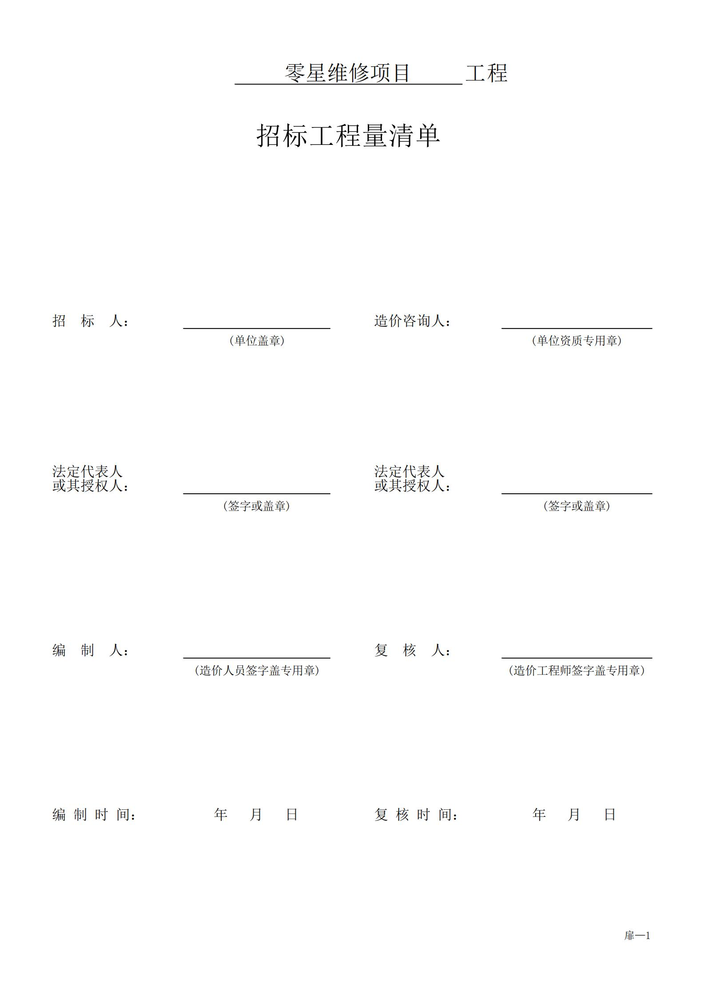 零星维修项目 工程
招标工程量清单
招 标 人： 造价咨询人：
(单位盖章) (单位资质专用章)
法定代表人 法定代表人
或其授权人： 或其授权人：
(签字或盖章) (签字或盖章)
编 制 人： 复 核 人：
(造价人员签字盖专用章) (造价工程师签字盖专用章)
编 制 时 间： 年 月 日 复 核 时 间： 年 月 日
扉—1